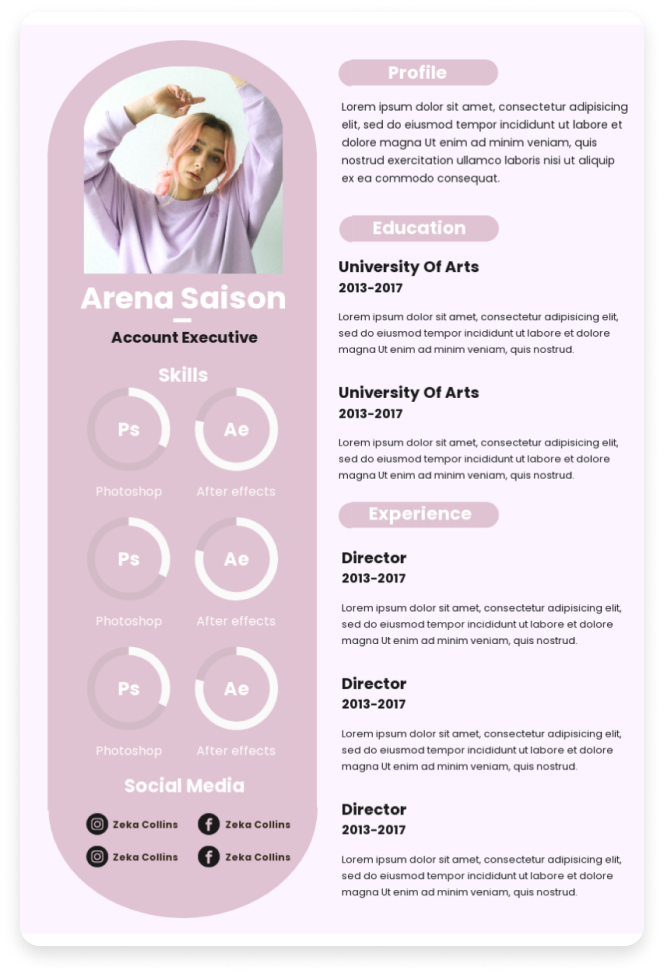 Arena Saison
Account Executive
Skills
Ps
Ae
Photoshop
After effects
Ps
Ae
Photoshop
After effects
Ps
Ae
Photoshop
After effects
Social Media
Zeka Collins
Zeka Collins
Zeka Collins
Zeka Collins
Profile
Lorem ipsum dolor sit amet, consectetur adipisicing
elit, sed do eiusmod tempor incididunt ut labore et
dolore magna Ut enim ad minim veniam, quis
nostrud exercitation ullamco laboris nisi ut aliquip
ex ea commodo consequat.
Education
University Of Arts
2013-2017
Lorem ipsum dolor sit amet, consectetur adipisicing elit,
sed do eiusmod tempor incididunt ut labore et dolore
magna Ut enim ad minim veniam, quis nostrud.
University Of Arts
2013-2017
Lorem ipsum dolor sit amet, consectetur adipisicing elit,
sed do eiusmod tempor incididunt ut labore et dolore
magna Ut enim ad minim veniam, quis nostrud.
Experience
Director
2013-2017
Lorem ipsum dolor sit amet, consectetur adipisicing elit,
sed do eiusmod tempor incididunt ut labore et dolore
magna Ut enim ad minim veniam, quis nostrud.
Director
2013-2017
Lorem ipsum dolor sit amet, consectetur adipisicing elit,
sed do eiusmod tempor incididunt ut labore et dolore
magna Ut enim ad minim veniam, quis nostrud.
Director
2013-2017
Lorem ipsum dolor sit amet, consectetur adipisicing elit,
sed do eiusmod tempor incididunt ut labore et dolore
magna Ut enim ad minim veniam, quis nostrud.